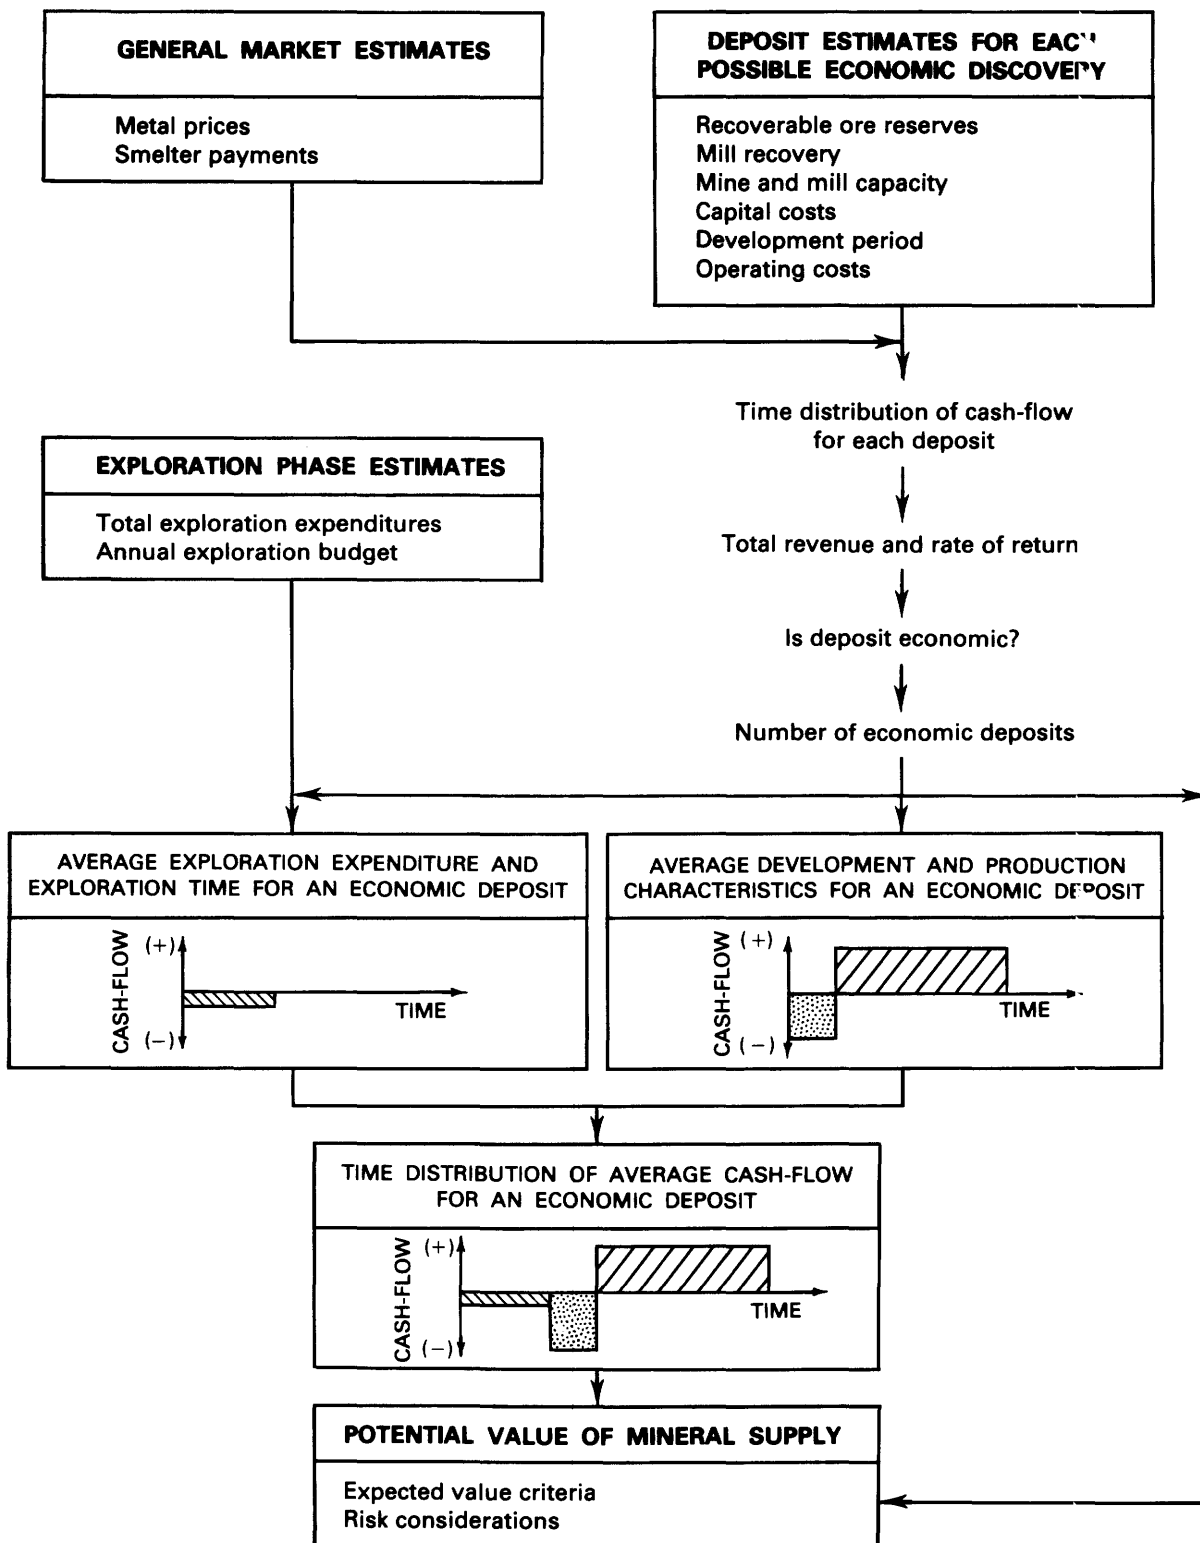 GENERAL MARKET ESTIMATES
Metal prices
Smelter payments
DEPOSIT ESTIMATES FOR EACH
POSSIBLE ECONOMIC DISCOVERY
Recoverable ore reserves
Mill recovery
Mine and mill capacity
Capital costs
Development period
Operating costs
Time distribution of cash-flow
for each deposit
EXPLORATION PHASE ESTIMATES
Total exploration expenditures
Annual exploration budget
Total revenue and rate of return
Is deposit economic?
Number of economic deposits
AVERAGE EXPLORATION EXPENDITURE AND
EXPLORATION TIME FOR AN ECONOMIC DEPOSIT
CASH-FLOW
(+)
(−)
TIME
AVERAGE DEVELOPMENT AND PRODUCTION
CHARACTERISTICS FOR AN ECONOMIC DEPOSIT
CASH-FLOW
(+)
(−)
TIME
TIME DISTRIBUTION OF AVERAGE CASH-FLOW
FOR AN ECONOMIC DEPOSIT
CASH-FLOW
(+)
(−)
TIME
POTENTIAL VALUE OF MINERAL SUPPLY
Expected value criteria
Risk considerations